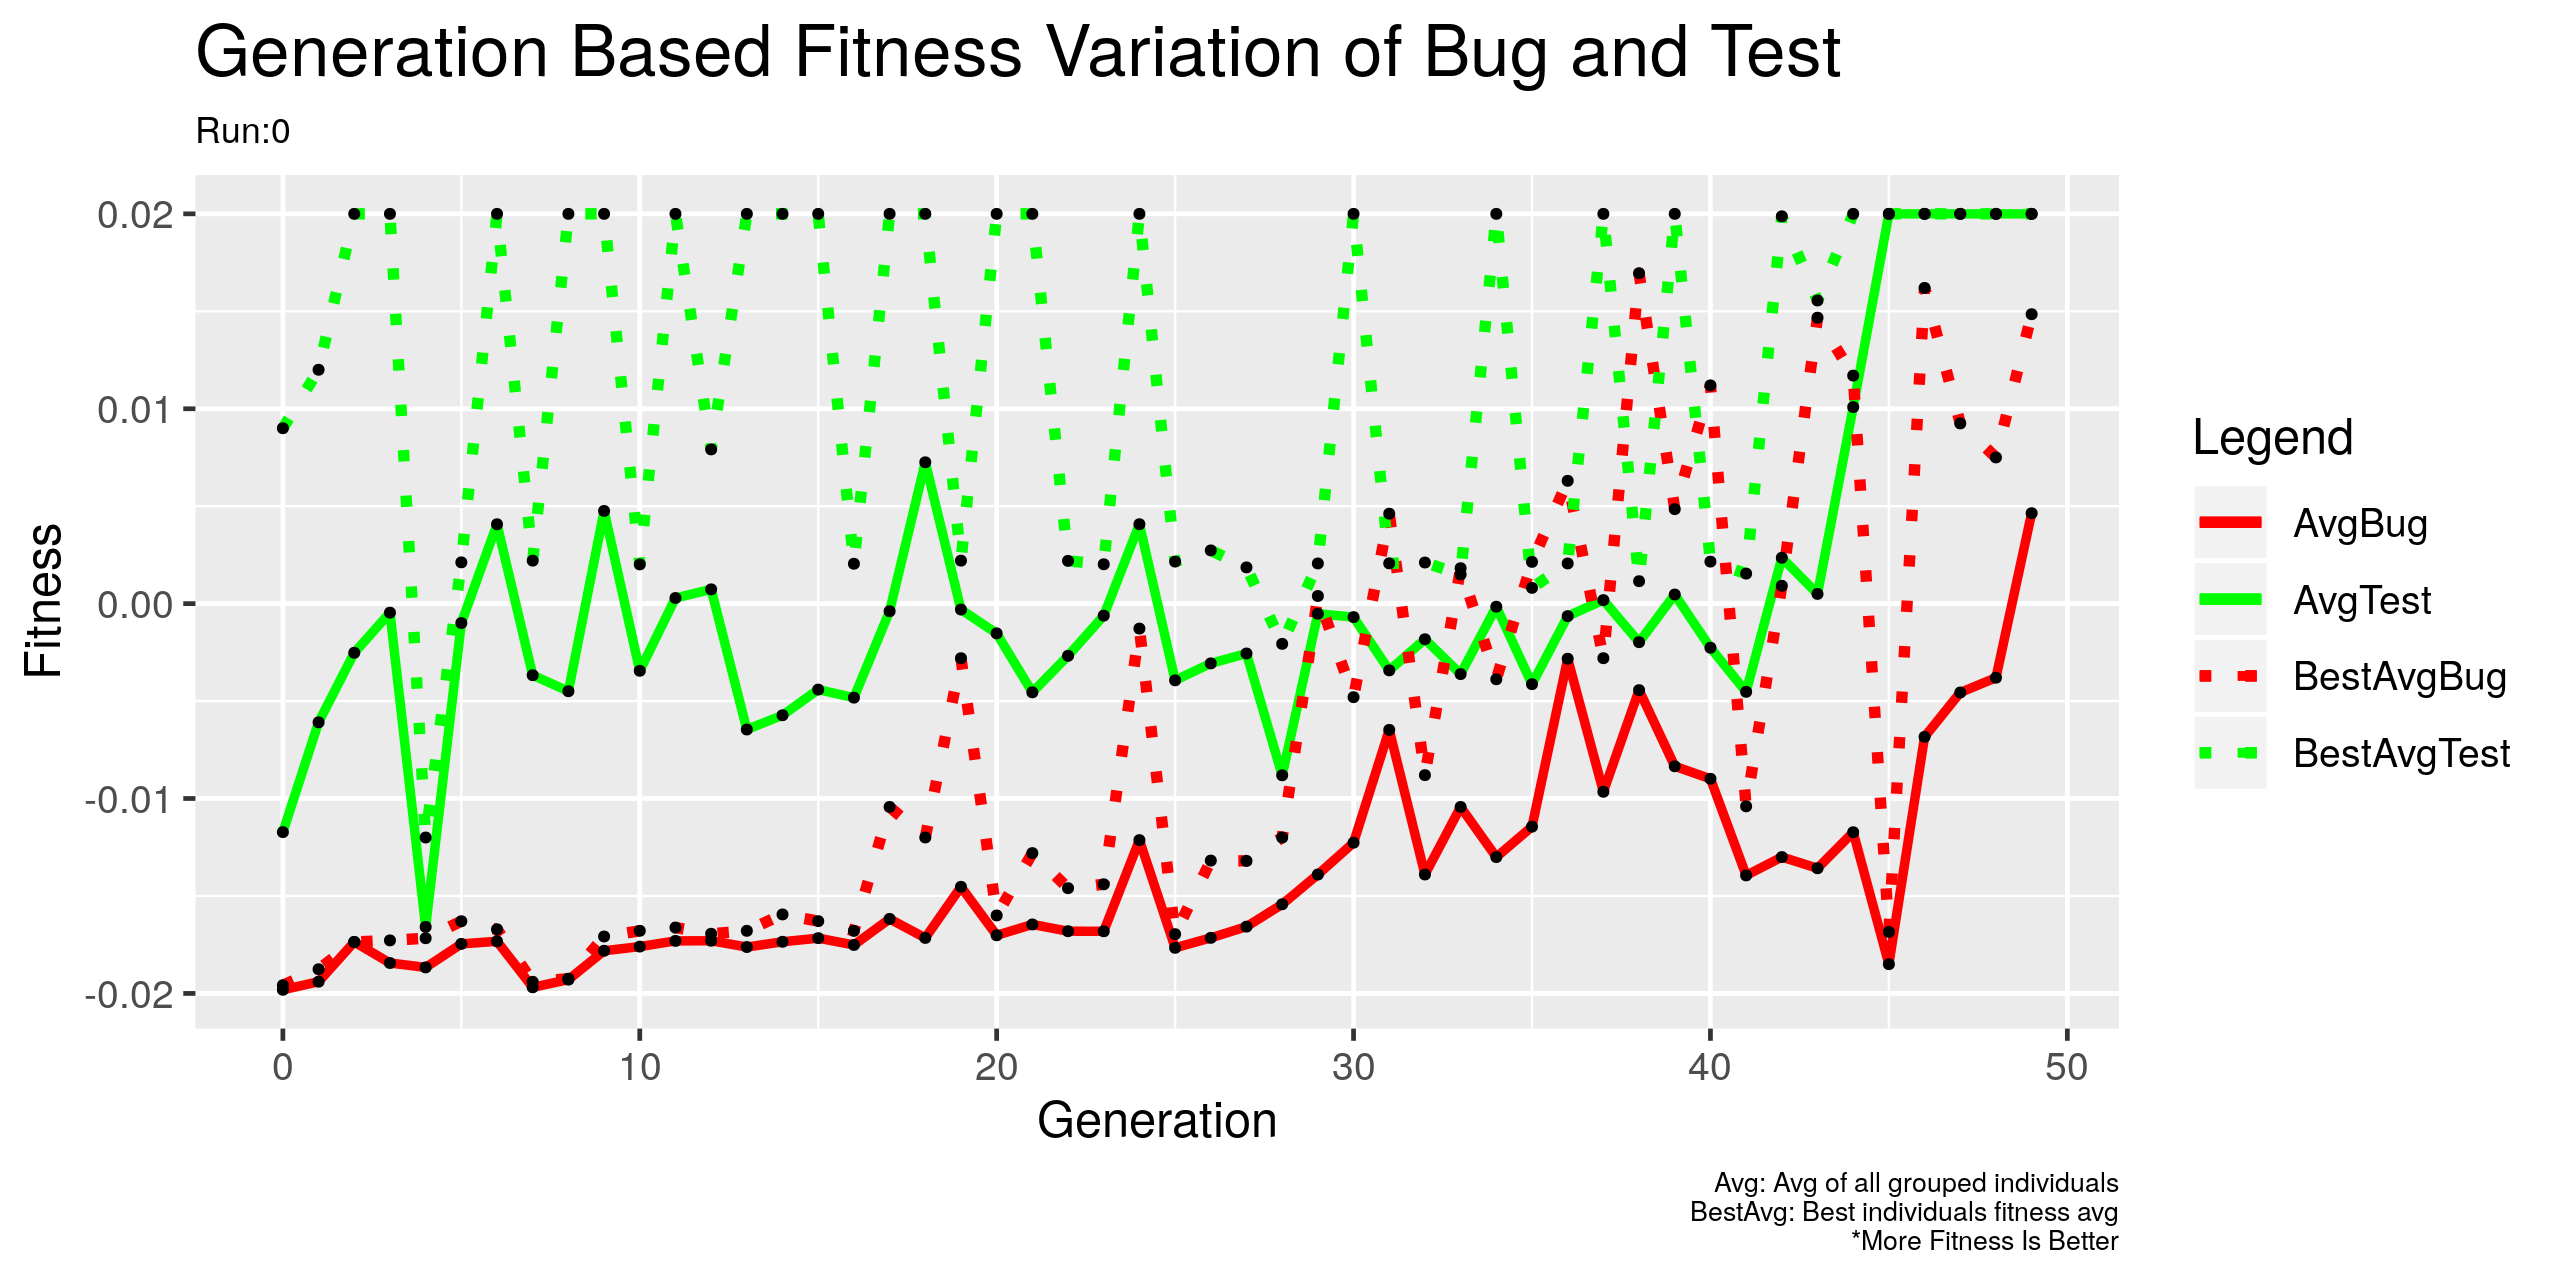 Generation Based Fitness Variation of Bug and Test
Run:0
Fitness
0.02
0.01
0.00
-0.01
-0.02
0 10 20 30 40 50
Generation
Legend
AvgBug
AvgTest
BestAvgBug
BestAvgTest
Avg: Avg of all grouped individuals
BestAvg: Best individuals fitness avg
*More Fitness Is Better